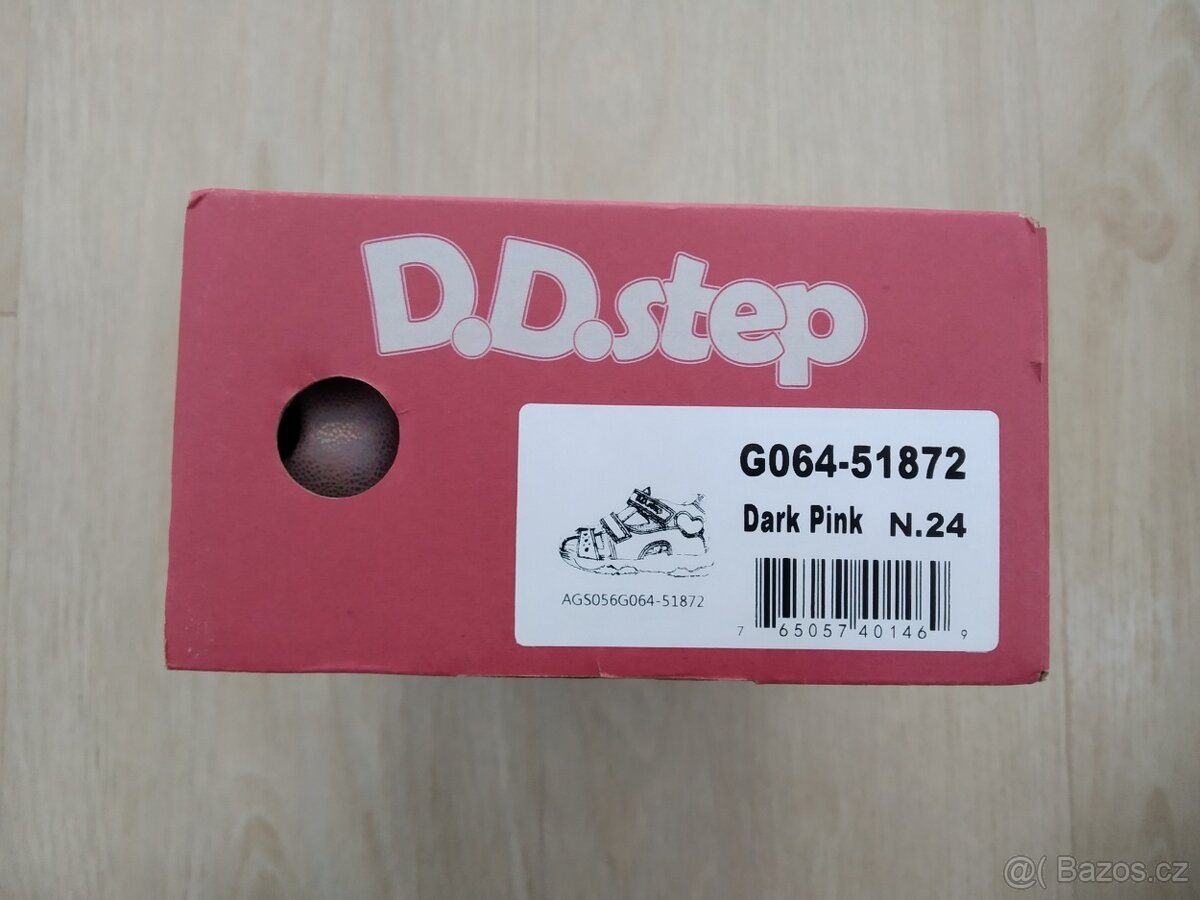 D.D.step
G064-51872
Dark Pink N.24
AGS056G064-51872
7 65057 40146 9
@( Bazos.cz